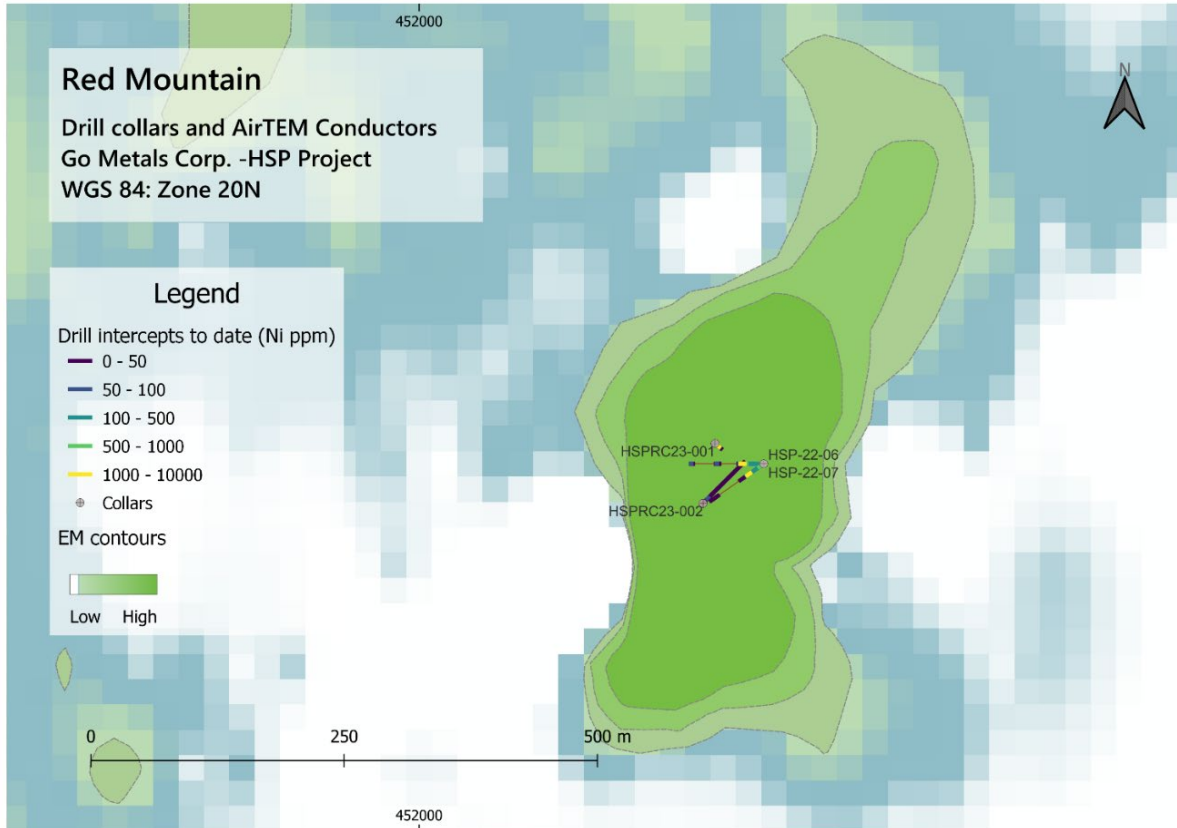 452000
Red Mountain
Drill collars and AirTEM Conductors
Go Metals Corp. -HSP Project
WGS 84: Zone 20N
N
Legend
Drill intercepts to date (Ni ppm)
0 - 50
50 - 100
100 - 500
500 - 1000
1000 - 10000
Collars
EM contours
Low High
HSPRC23-001
HSP-22-06
HSP-22-07
HSPRC23-002
0 250 500 m
452000